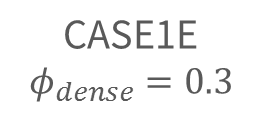 CASE1E
ϕ_dense = 0.3